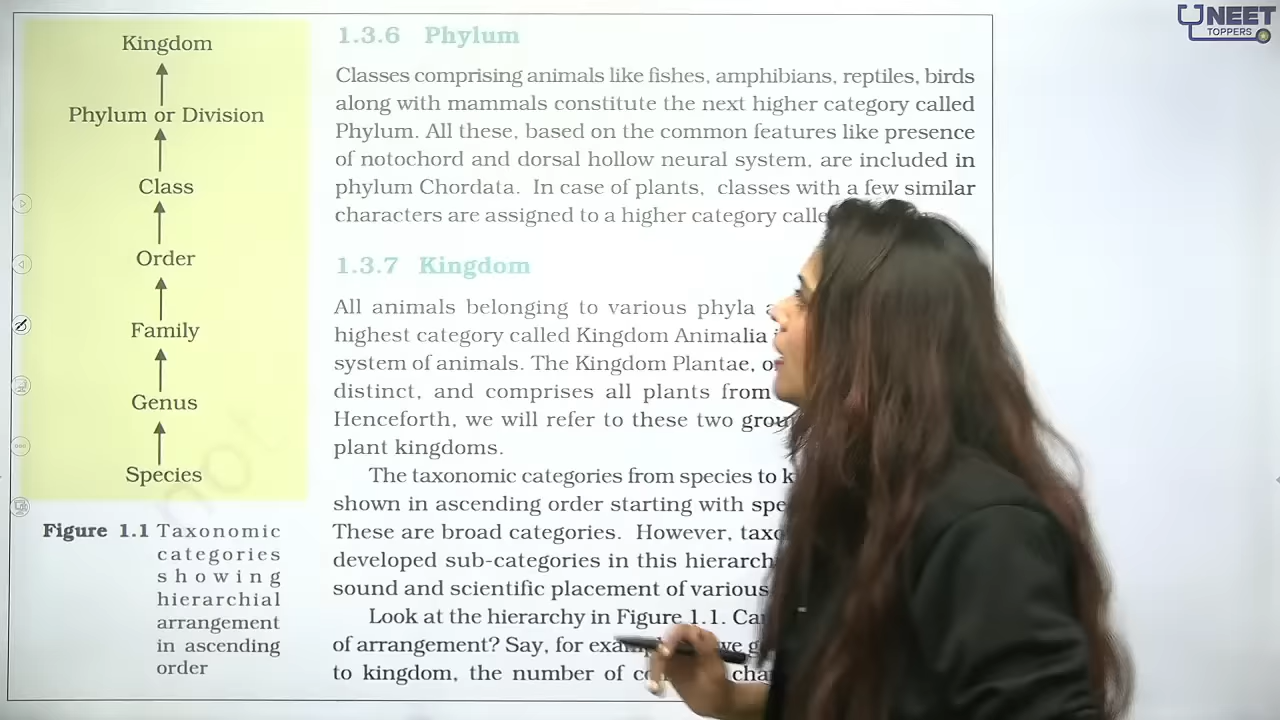 Kingdom
Phylum or Division
Class
Order
Family
Genus
Species
Figure 1.1 Taxonomic
categories
showing
hierarchial
arrangement
in ascending
order
1.3.6 Phylum
Classes comprising animals like fishes, amphibians, reptiles, birds
along with mammals constitute the next higher category called
Phylum. All these, based on the common features like presence
of notochord and dorsal hollow neural system, are included in
phylum Chordata. In case of plants, classes with a few similar
characters are assigned to a higher category
1.3.7 Kingdom
All animals belonging to various phyla
highest category called Kingdom Animalia
system of animals. The Kingdom Plantae,
distinct, and comprises all plants from
Henceforth, we will refer to these two
plant kingdoms.
The taxonomic categories from species to
shown in ascending order starting with
These are broad categories. However,
developed sub-categories in this
sound and scientific placement of various
Look at the hierarchy in Figure 1.1.
of arrangement? Say, for
to kingdom, the number of
not
NEET
TOPPERS